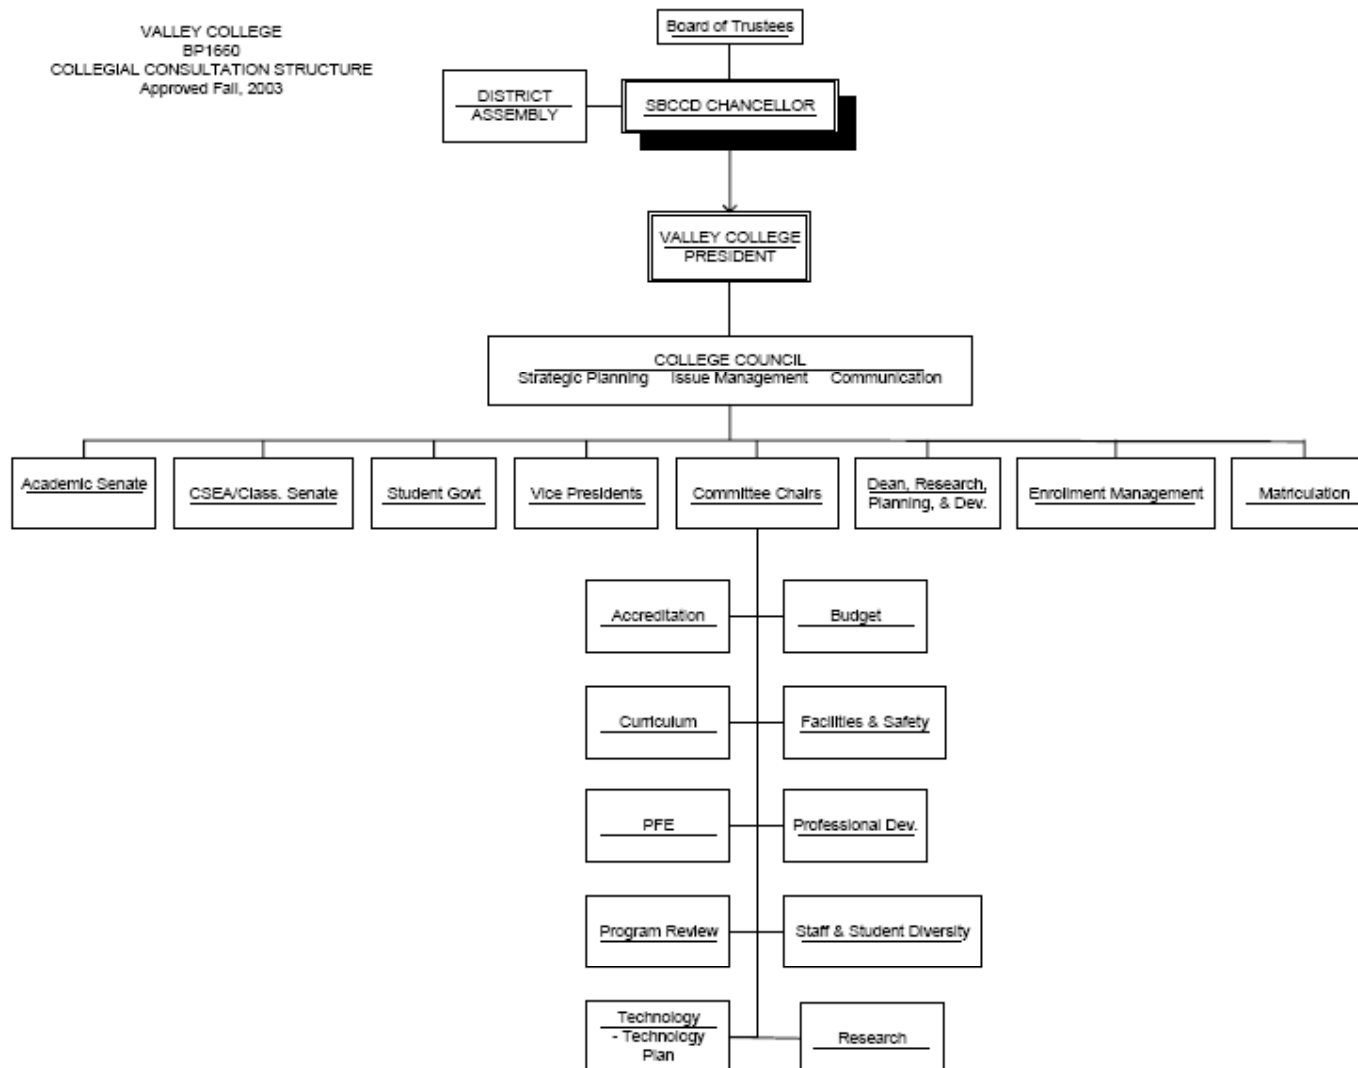 VALLEY COLLEGE
BP1660
COLLEGIAL CONSULTATION STRUCTURE
Approved Fall, 2003
Board of Trustees
DISTRICT
ASSEMBLY
SBCCD CHANCELLOR
VALLEY COLLEGE
PRESIDENT
COLLEGE COUNCIL
Strategic Planning Issue Management Communication
Academic Senate
CSEA/Class. Senate
Student Govt
Vice Presidents
Committee Chairs
Dean, Research,
Planning, & Dev.
Enrollment Management
Matriculation
Accreditation
Budget
Curriculum
Facilities & Safety
PFE
Professional Dev.
Program Review
Staff & Student Diversity
Technology
- Technology
Plan
Research